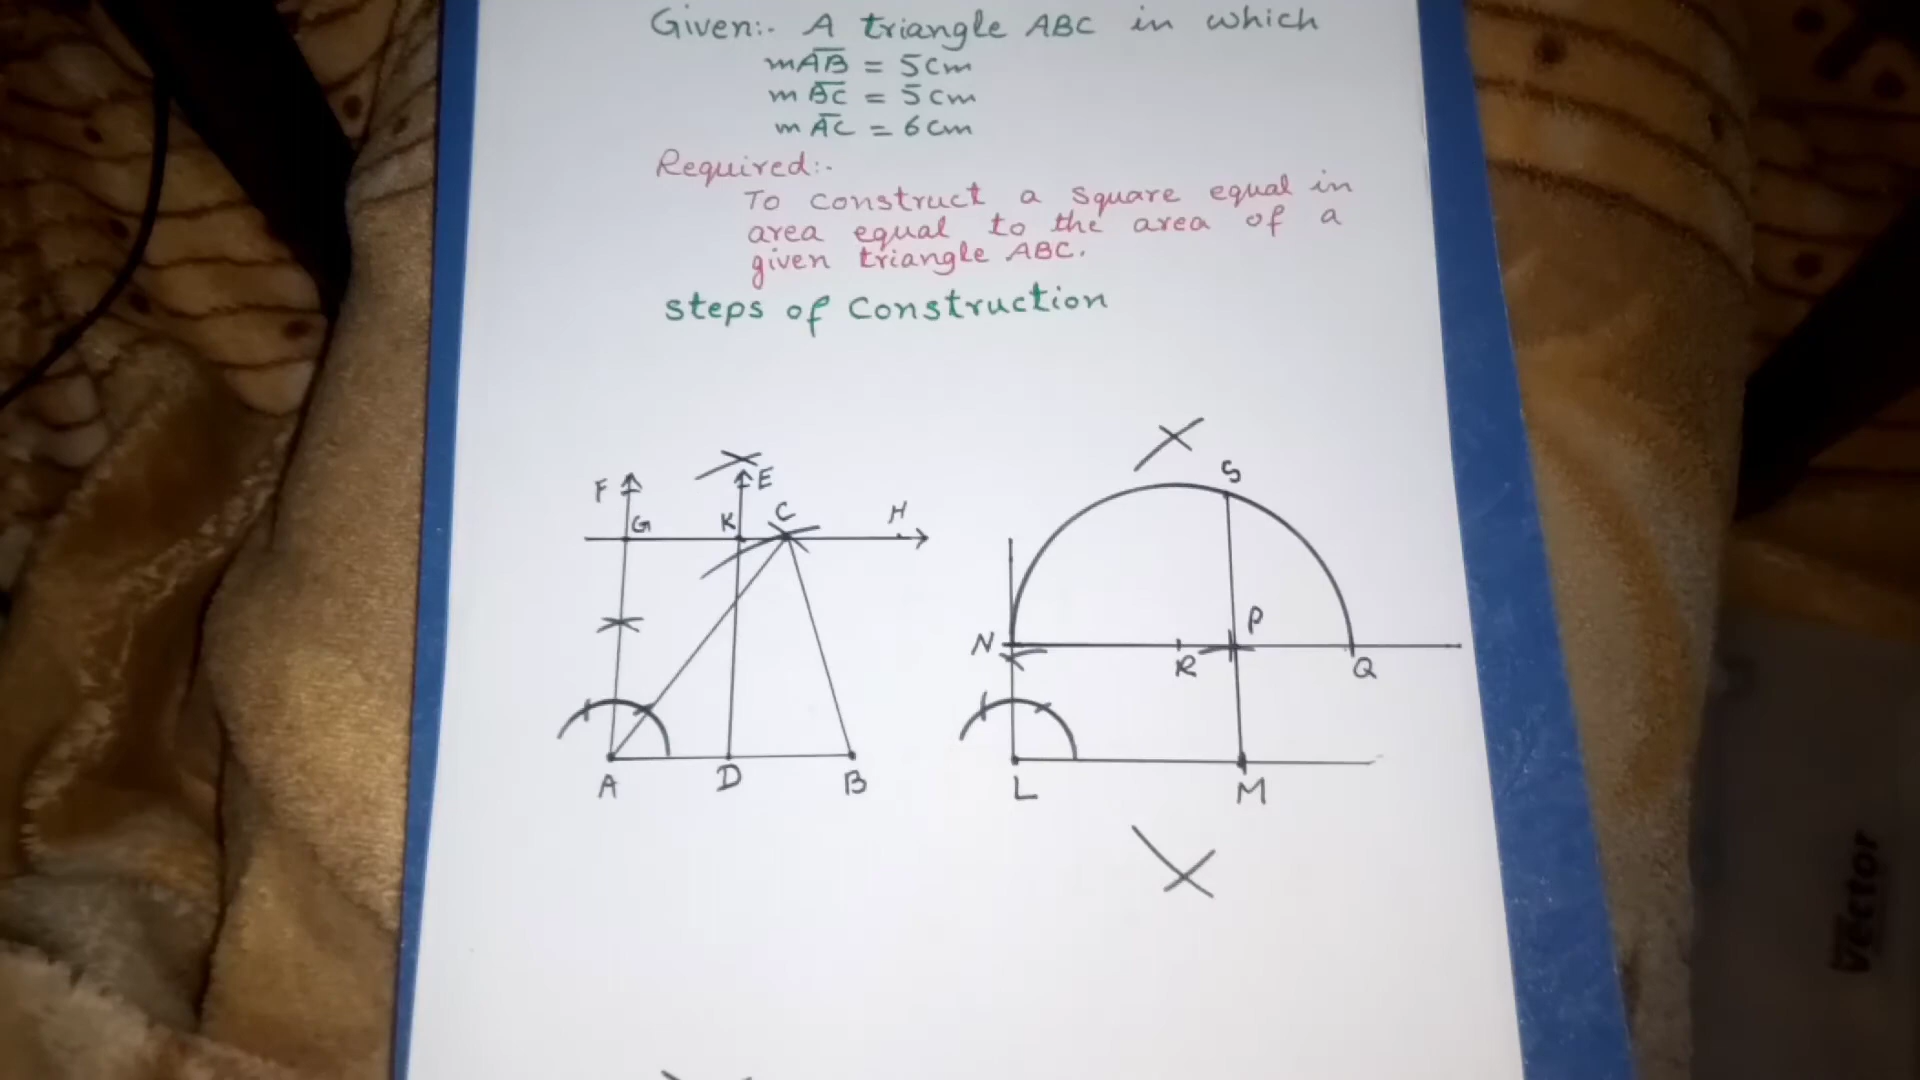 Given:- A triangle ABC in which
mAB = 5cm
mBC = 5cm
mAC = 6cm
Required:-
To construct a square equal in
area equal to the area of a
given triangle ABC.
Steps of Construction
F E
G K C H
A D B
S
N P
R Q
L M
Vector